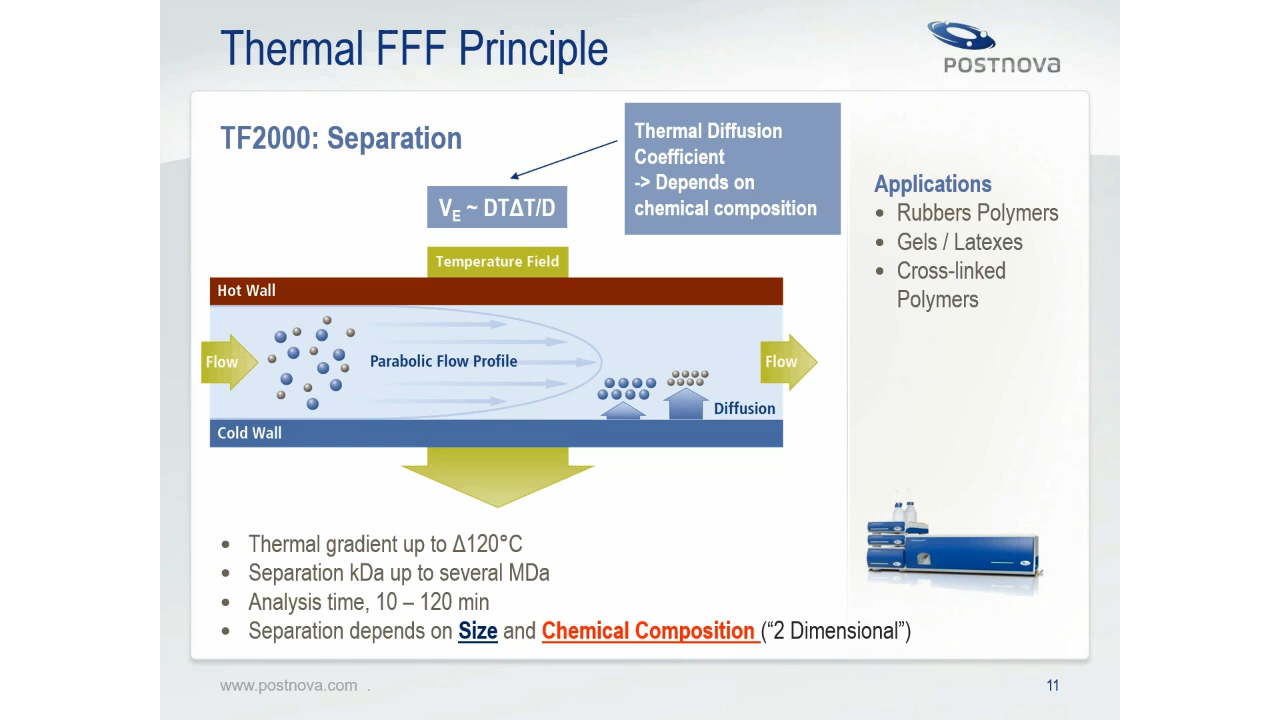 Thermal FFF Principle
POSTNOVA
TF2000: Separation
Thermal Diffusion
Coefficient
-> Depends on
chemical composition
VE ~ DTΔT/D
Temperature Field
Hot Wall
Flow
Parabolic Flow Profile
Flow
Diffusion
Cold Wall
Applications
• Rubbers Polymers
• Gels / Latexes
• Cross-linked
Polymers
• Thermal gradient up to Δ120°C
• Separation kDa up to several MDa
• Analysis time, 10 – 120 min
• Separation depends on Size and Chemical Composition (“2 Dimensional”)
www.postnova.com .
11